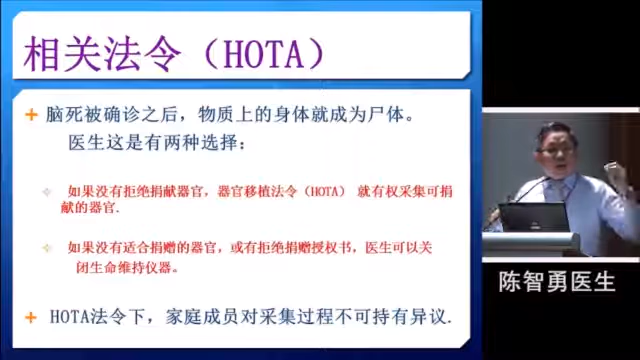 相关法令（HOTA）
脑死被确诊之后，物质上的身体就成为尸体。
医生这是有两种选择：
如果没有拒绝捐献器官，器官移植法令（HOTA） 就有权采集可捐
献的器官.
如果没有适合捐赠的器官，或有拒绝捐赠授权书，医生可以关
闭生命维持仪器。
HOTA法令下，家庭成员对采集过程不可持有异议.
陈智勇医生